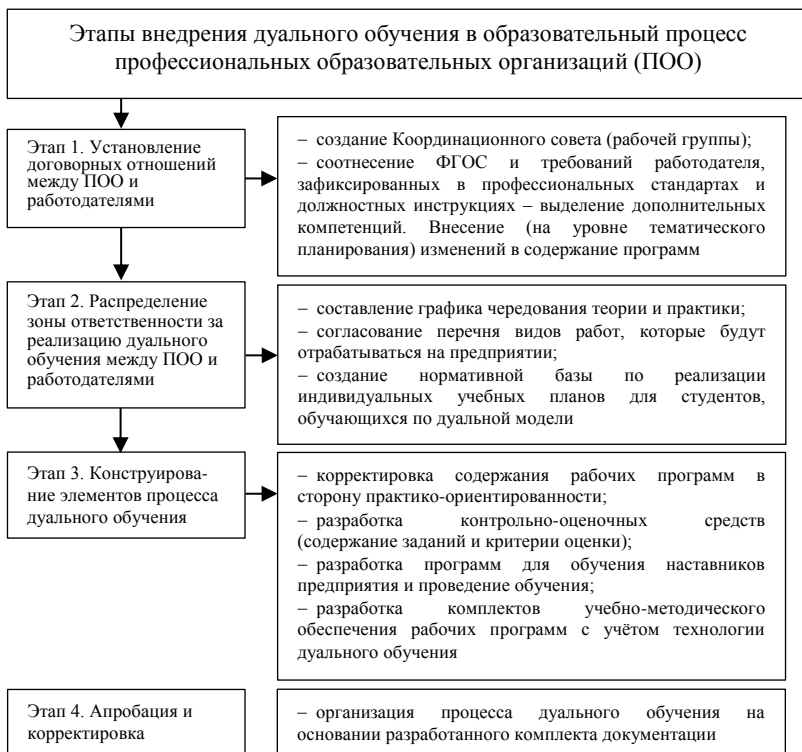 Этапы внедрения дуального обучения в образовательный процесс
профессиональных образовательных организаций (ПОО)
Этап 1. Установление
договорных отношений
между ПОО и
работодателями
– создание Координационного совета (рабочей группы);
– соотнесение ФГОС и требований работодателя,
зафиксированных в профессиональных стандартах и
должностных инструкциях – выделение дополнительных
компетенций. Внесение (на уровне тематического
планирования) изменений в содержание программ
Этап 2. Распределение
зоны ответственности за
реализацию дуального
обучения между ПОО и
работодателями
– составление графика чередования теории и практики;
– согласование перечня видов работ, которые будут
отрабатываться на предприятии;
– создание нормативной базы по реализации
индивидуальных учебных планов для студентов,
обучающихся по дуальной модели
Этап 3. Конструирова-
ние элементов процесса
дуального обучения
– корректировка содержания рабочих программ в
сторону практико-ориентированности;
– разработка контрольно-оценочных средств
(содержание заданий и критерии оценки);
– разработка программ для обучения наставников
предприятия и проведение обучения;
– разработка комплектов учебно-методического
обеспечения рабочих программ с учётом технологии
дуального обучения
Этап 4. Апробация и
корректировка
– организация процесса дуального обучения на
основании разработанного комплекта документации